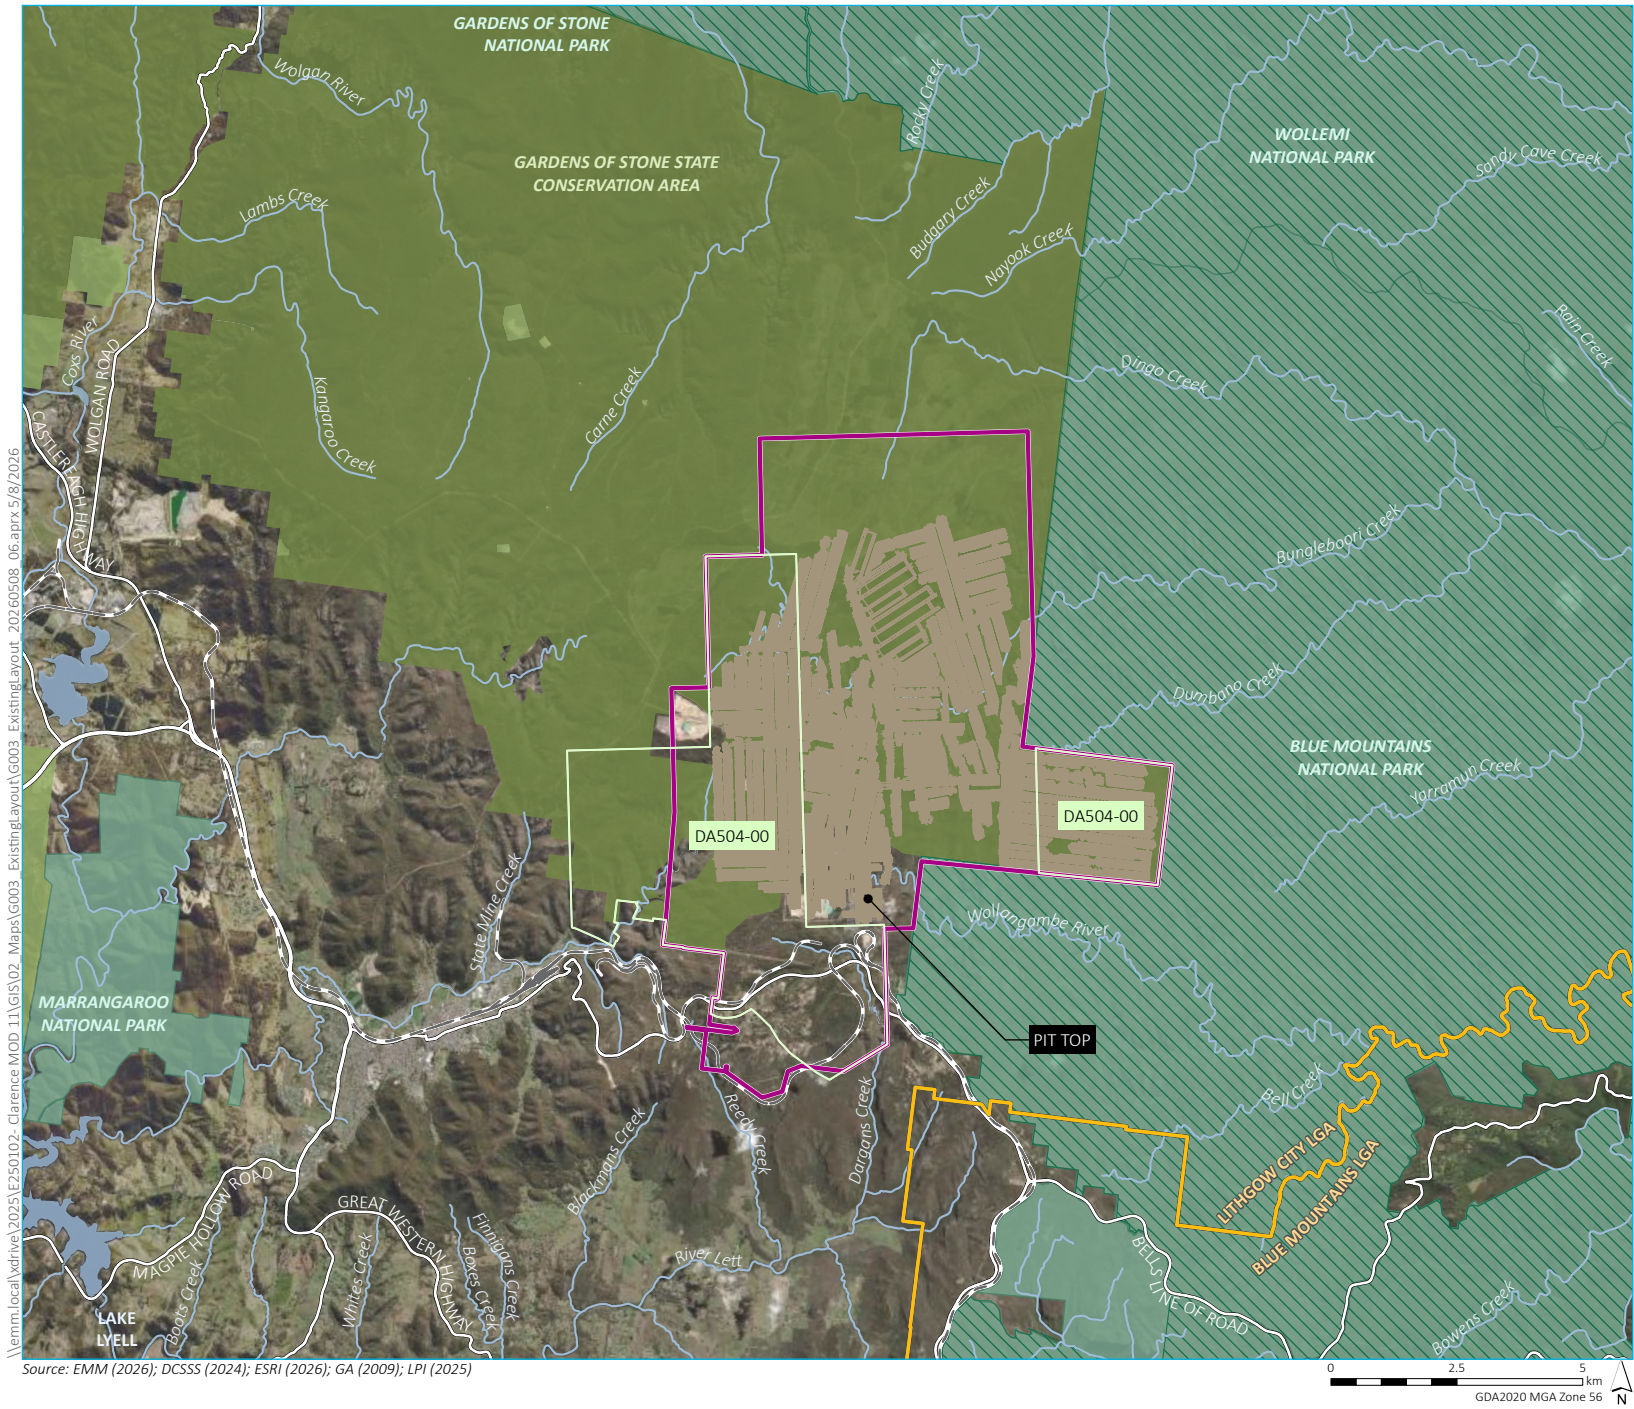 GARDENS OF STONE
NATIONAL PARK
Wolgan River
Rocky Creek
WOLLEMI
NATIONAL PARK
Sandy Cave Creek
GARDENS OF STONE STATE
CONSERVATION AREA
Lambs Creek
Budgary Creek
Nayook Creek
Coxs River
WOLGAN ROAD
Rain Creek
Dingo Creek
Kangaroo Creek
Carne Creek
CASTLEREAGH HIGHWAY
Bungleboori Creek
Dumbano Creek
BLUE MOUNTAINS
NATIONAL PARK
Yarramun Creek
DA504-00
DA504-00
State Mine Creek
Wollangambe River
MARRANGAROO
NATIONAL PARK
PIT TOP
Bell Creek
Reedy Creek
Dargans Creek
Blackmans Creek
LITHGOW CITY LGA
BLUE MOUNTAINS LGA
MAGPIE HOLLOW ROAD
GREAT WESTERN HIGHWAY
Finnigans Creek
Boxes Creek
Whites Creek
Boots Creek
River Lett
BELLS LINE OF ROAD
Bowens Creek
LAKE
LYELL
\\emm.local\xdrive\2025\E250102 - Clarence MOD 11\GIS\02_Maps\G003_ExistingLayout\G003_ExistingLayout_20260508_06.aprx 5/8/2026
Source: EMM (2026); DCSSS (2024); ESRI (2026); GA (2009); LPI (2025)
0 2.5 5
km
GDA2020 MGA Zone 56
N